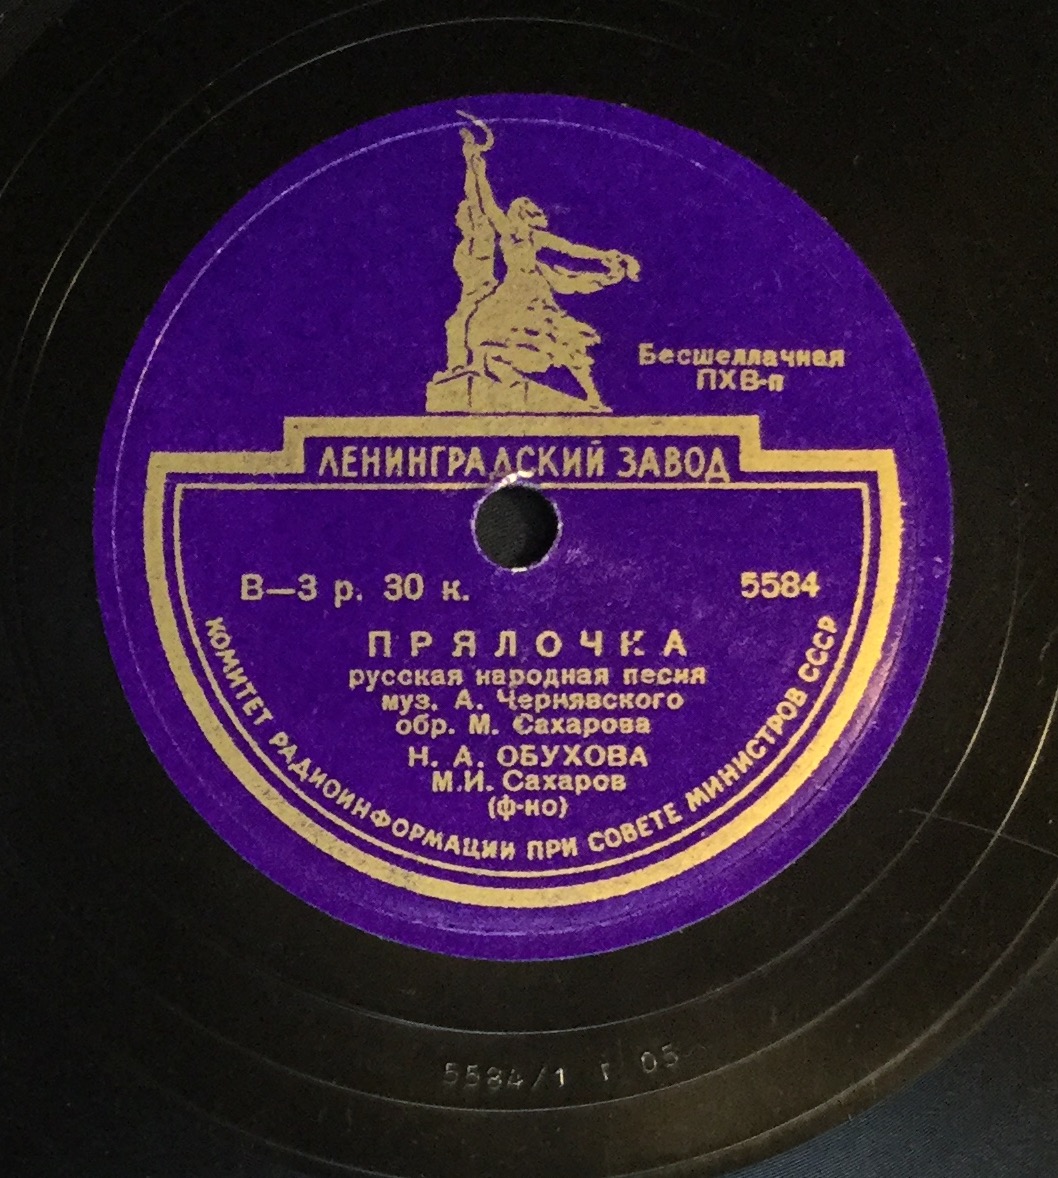 Бесшеллачная
ПХВ-п
ЛЕНИНГРАДСКИЙ ЗАВОД
В—3 р. 30 к.
5584
ПРЯЛОЧКА
русская народная песня
муз. А. Чернявского
обр. М. Сахарова
Н. А. ОБУХОВА
М.И. Сахаров
(ф-но)
КОМИТЕТ РАДИОИНФОРМАЦИИ ПРИ СОВЕТЕ МИНИСТРОВ СССР
5584/1 г 05